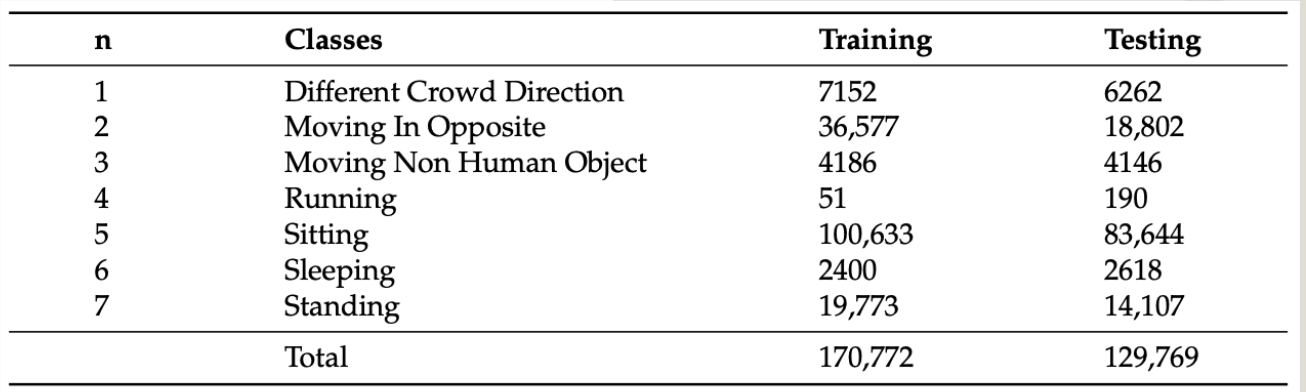 n Classes Training Testing
1 Different Crowd Direction 7152 6262
2 Moving In Opposite 36,577 18,802
3 Moving Non Human Object 4186 4146
4 Running 51 190
5 Sitting 100,633 83,644
6 Sleeping 2400 2618
7 Standing 19,773 14,107
Total 170,772 129,769